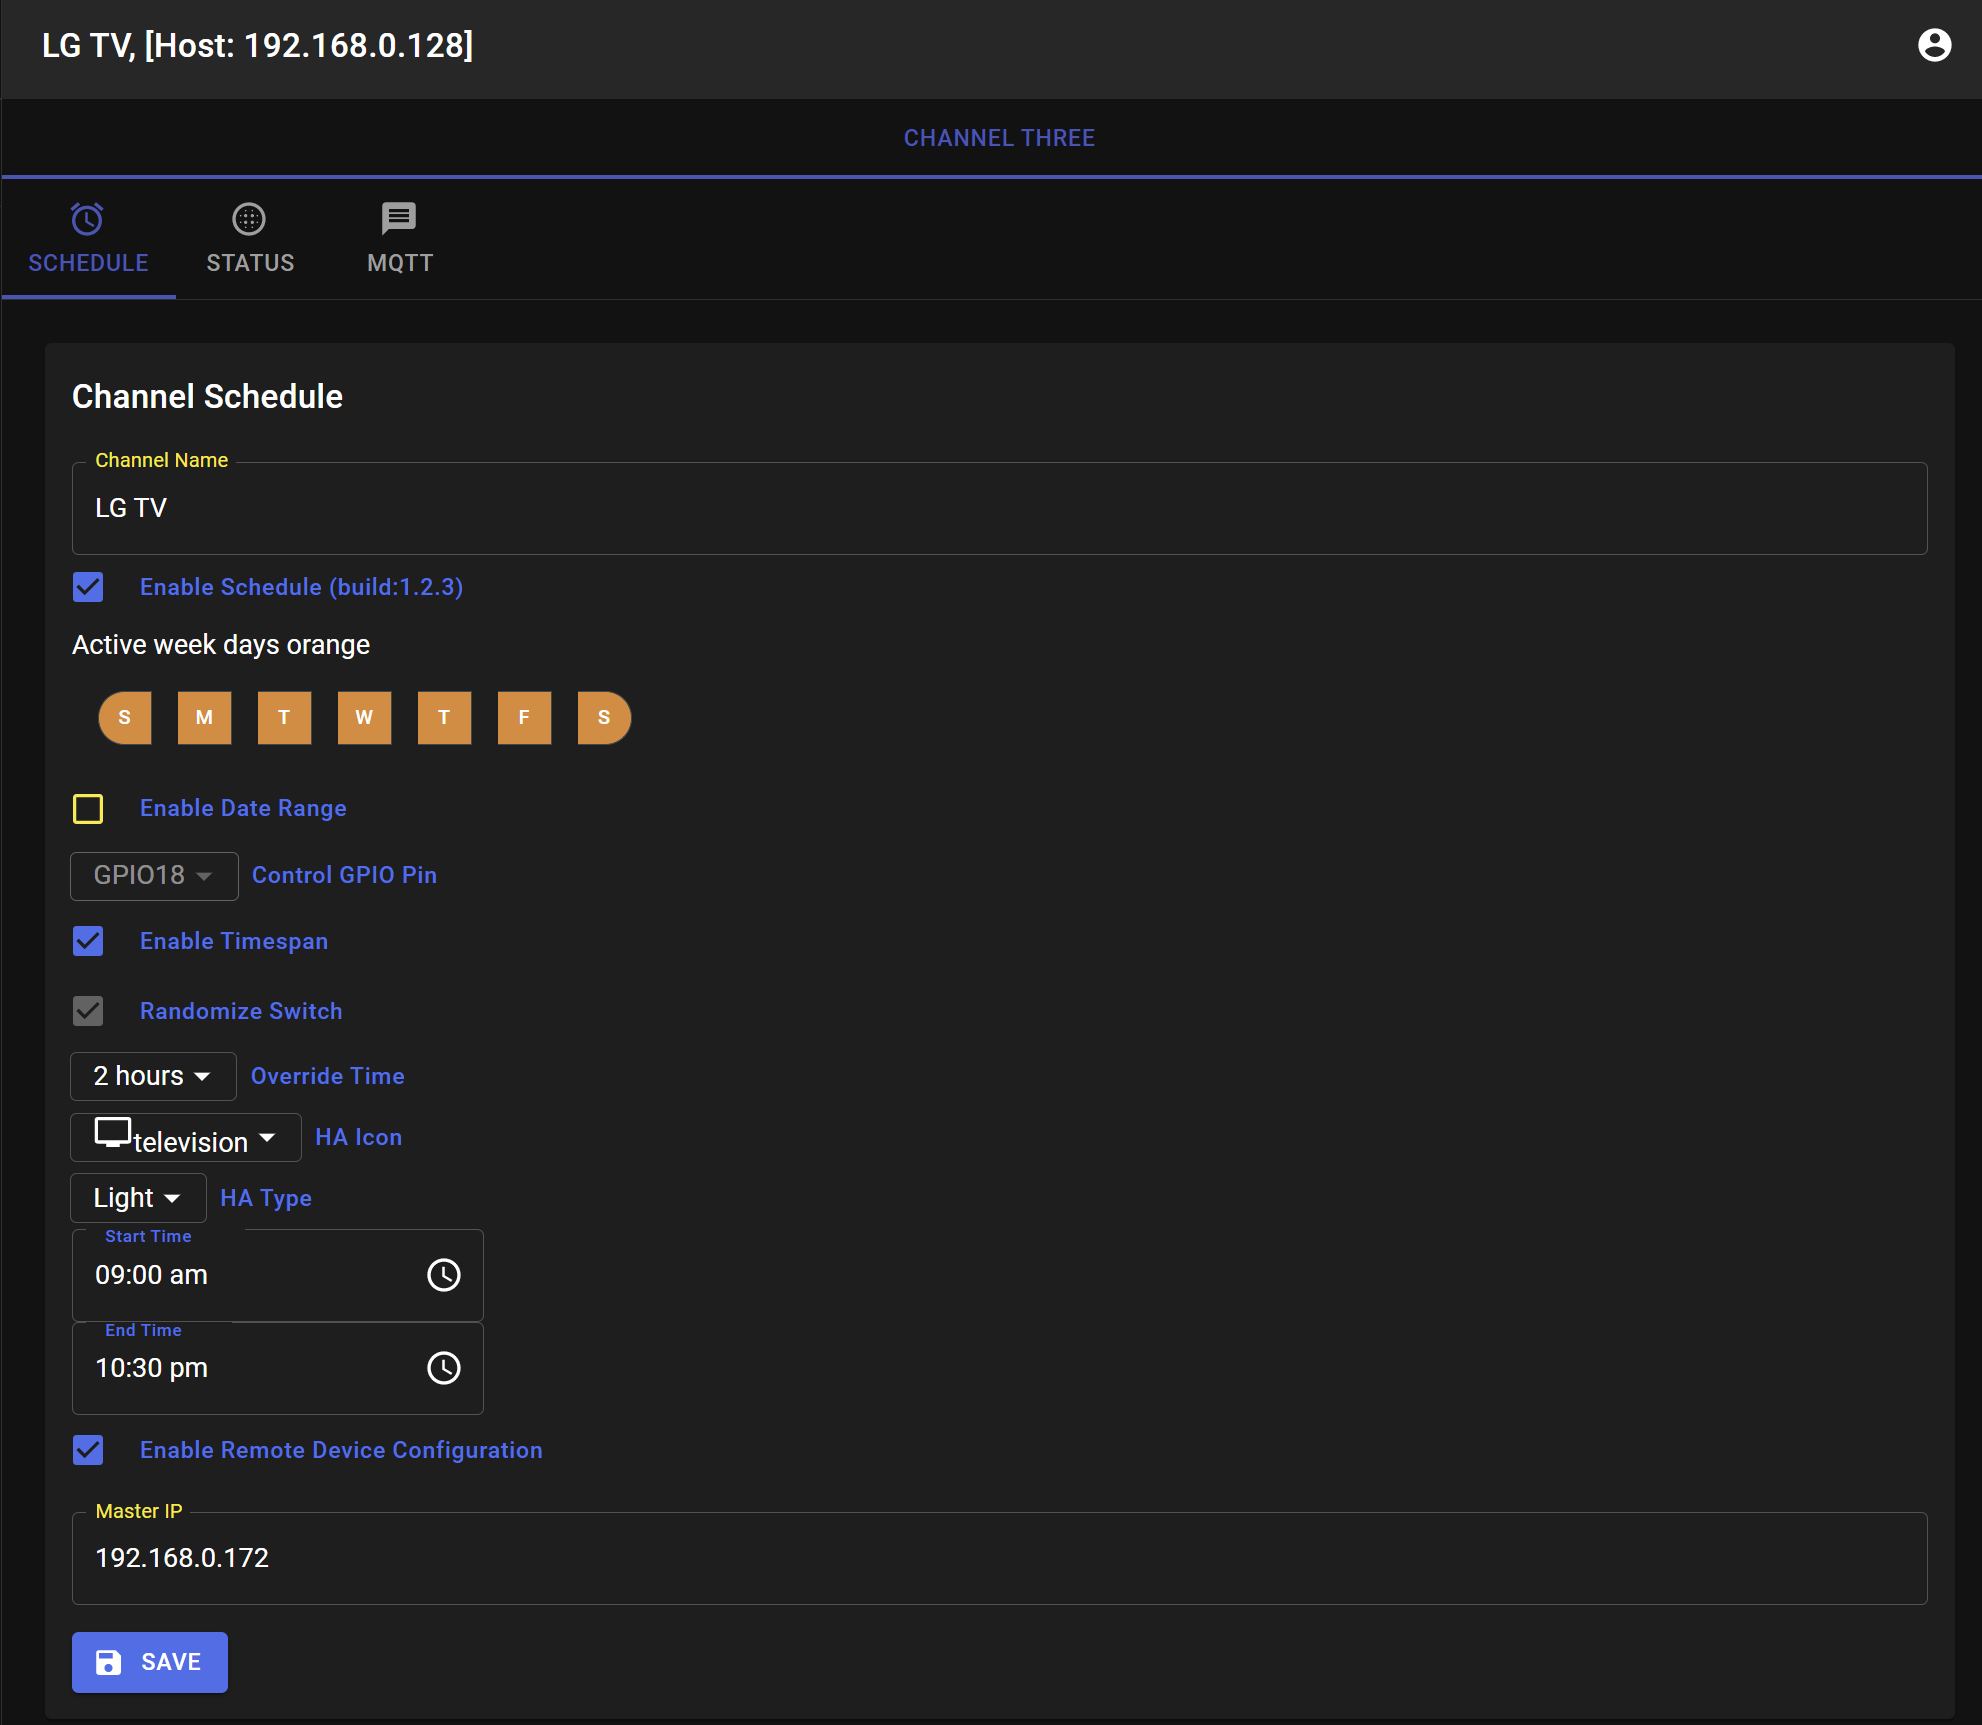 LG TV, [Host: 192.168.0.128]
CHANNEL THREE
SCHEDULE STATUS MQTT
Channel Schedule
Channel Name
LG TV
Enable Schedule (build:1.2.3)
Active week days orange
S M T W T F S
Enable Date Range
GPIO18 Control GPIO Pin
Enable Timespan
Randomize Switch
2 hours Override Time
television HA Icon
Light HA Type
Start Time
09:00 am
End Time
10:30 pm
Enable Remote Device Configuration
Master IP
192.168.0.172
SAVE